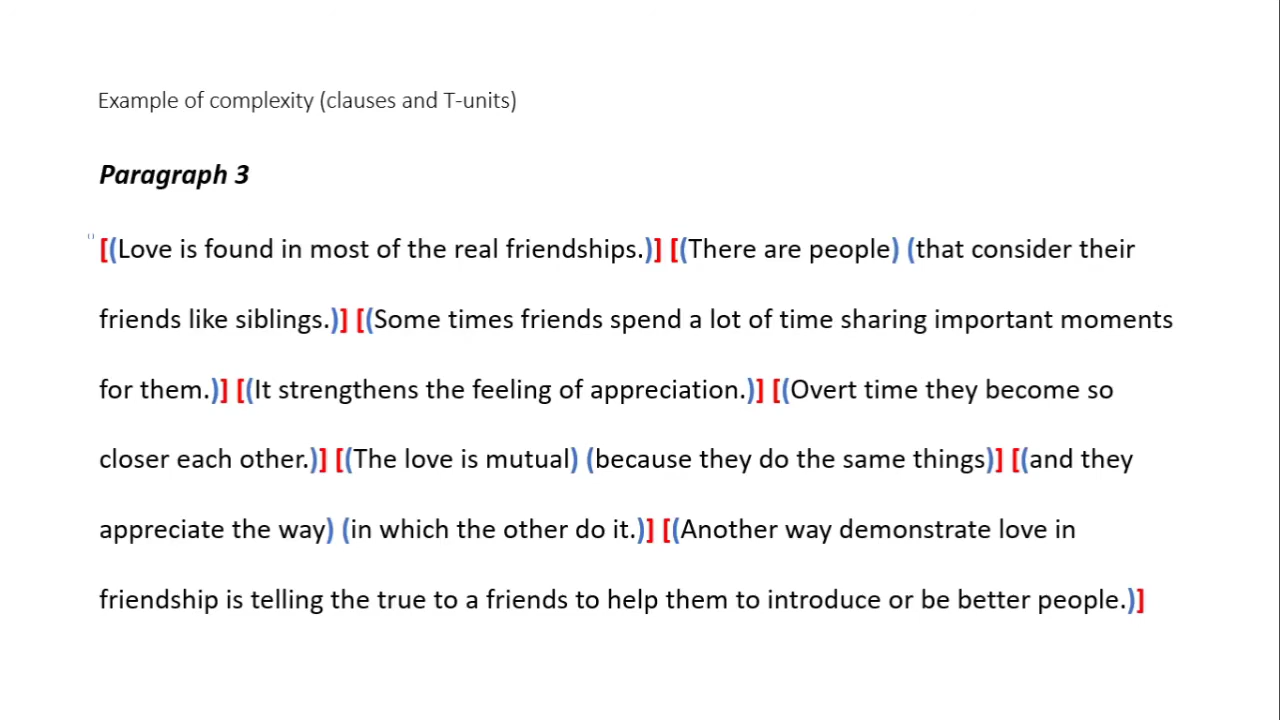 Example of complexity (clauses and T-units)
Paragraph 3
[(Love is found in most of the real friendships.)] [(There are people) (that consider their
friends like siblings.)] [(Some times friends spend a lot of time sharing important moments
for them.)] [(It strengthens the feeling of appreciation.)] [(Overt time they become so
closer each other.)] [(The love is mutual) (because they do the same things)] [(and they
appreciate the way) (in which the other do it.)] [(Another way demonstrate love in
friendship is telling the true to a friends to help them to introduce or be better people.)]